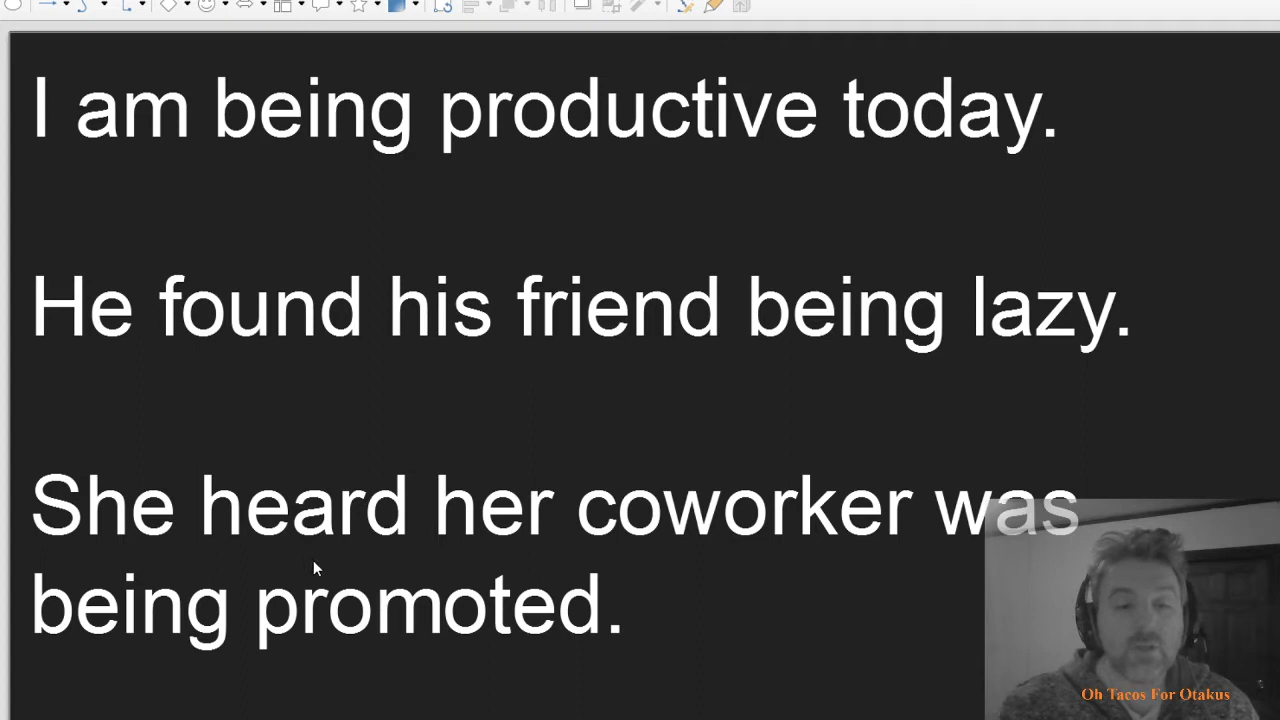 I am being productive today.
He found his friend being lazy.
She heard her coworker was
being promoted.
Oh Tacos For Otakus